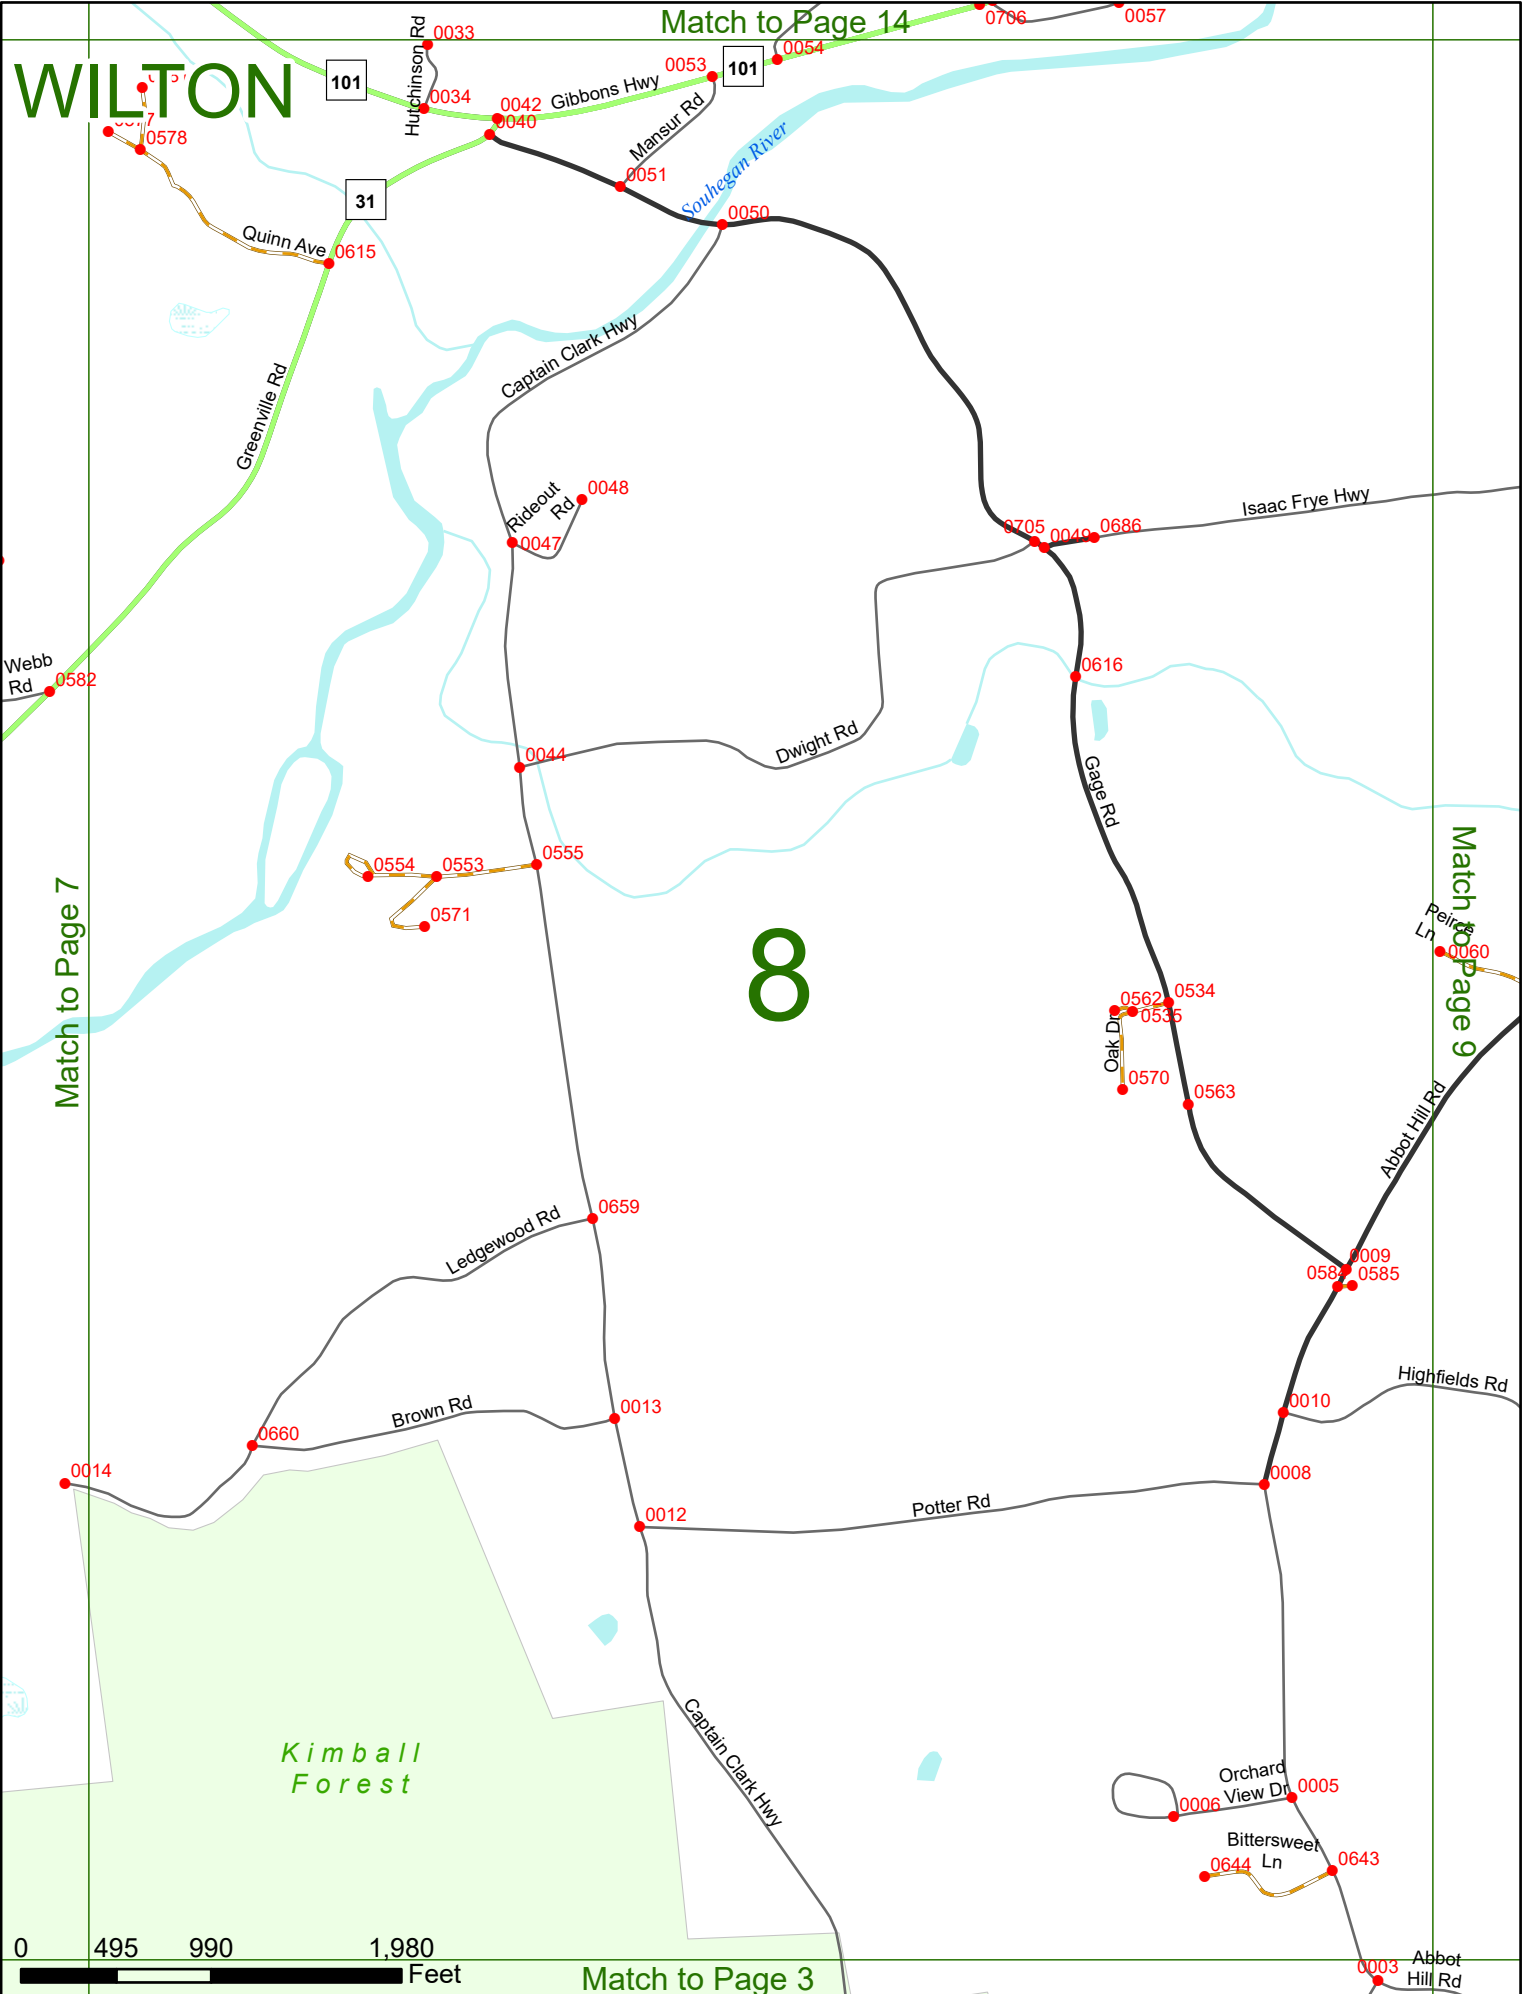 Match to Page 14
0706
0057
0033
0054
WILTON
Hutchinson Rd
101
0053
101
Gibbons Hwy
0034
0042
0040
Mansur Rd
0578
31
0051
Souhegan River
0050
Quinn Ave
0615
Captain Clark Hwy
Greenville Rd
0048
Rideout
Rd
0047
Isaac Frye Hwy
0705
0049
0686
Webb
Rd
0582
0616
Dwight Rd
0044
Gage Rd
0555
0554
0553
0571
Match to Page 7
8
Match to Page 9
Peirce
Ln
0060
0562
0534
0535
Oak Dr
0570
0563
Abbot Hill Rd
0659
Ledgewood Rd
0009
0584
0585
Highfields Rd
0010
Brown Rd
0013
0660
0014
0008
Potter Rd
0012
Captain Clark Hwy
Kimball
Forest
Orchard
View Dr
0005
0006
Bittersweet
Ln
0643
0644
0 495 990 1,980
Feet
Match to Page 3
0003
Abbot
Hill Rd